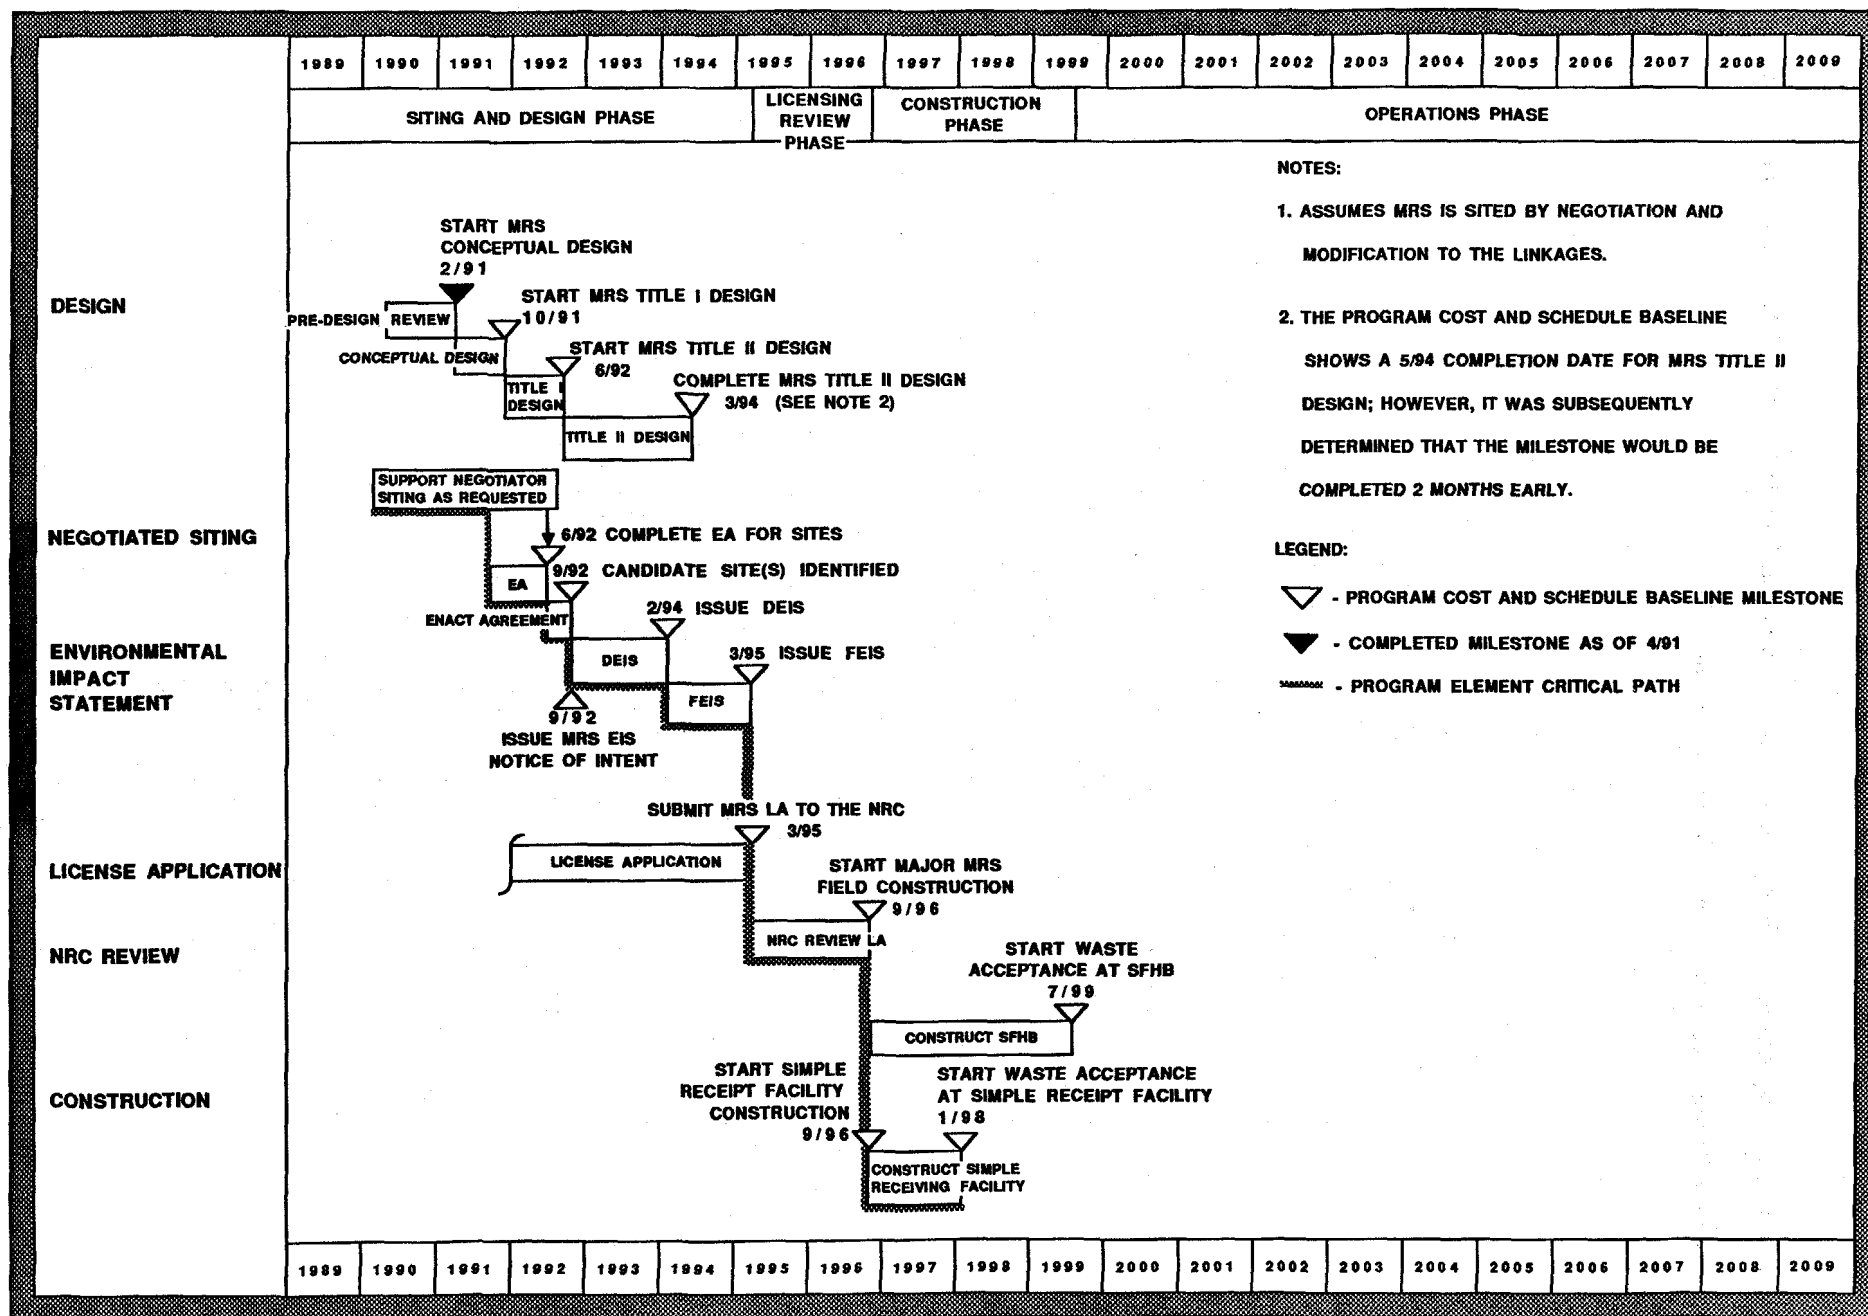 1989 1990 1991 1992 1993 1994 1995 1996 1997 1998 1999 2000 2001 2002 2003 2004 2005 2006 2007 2008 2009
SITING AND DESIGN PHASE
LICENSING
REVIEW
PHASE
CONSTRUCTION
PHASE
OPERATIONS PHASE
DESIGN
START MRS
CONCEPTUAL DESIGN
2/91
PRE-DESIGN REVIEW
START MRS TITLE I DESIGN
10/91
CONCEPTUAL DESIGN
START MRS TITLE II DESIGN
6/92
TITLE I
DESIGN
COMPLETE MRS TITLE II DESIGN
3/94 (SEE NOTE 2)
TITLE II DESIGN
NEGOTIATED SITING
SUPPORT NEGOTIATOR
SITING AS REQUESTED
6/92 COMPLETE EA FOR SITES
EA
9/92 CANDIDATE SITE(S) IDENTIFIED
ENACT AGREEMENT
ENVIRONMENTAL
IMPACT
STATEMENT
2/94 ISSUE DEIS
DEIS
3/95 ISSUE FEIS
FEIS
9/92
ISSUE MRS EIS
NOTICE OF INTENT
LICENSE APPLICATION
SUBMIT MRS LA TO THE NRC
3/95
LICENSE APPLICATION
NRC REVIEW
START MAJOR MRS
FIELD CONSTRUCTION
9/96
NRC REVIEW LA
CONSTRUCTION
START WASTE
ACCEPTANCE AT SFHB
7/99
CONSTRUCT SFHB
START SIMPLE
RECEIPT FACILITY
CONSTRUCTION
9/96
START WASTE ACCEPTANCE
AT SIMPLE RECEIPT FACILITY
1/98
CONSTRUCT SIMPLE
RECEIVING FACILITY
NOTES:
1. ASSUMES MRS IS SITED BY NEGOTIATION AND
MODIFICATION TO THE LINKAGES.
2. THE PROGRAM COST AND SCHEDULE BASELINE
SHOWS A 5/94 COMPLETION DATE FOR MRS TITLE II
DESIGN; HOWEVER, IT WAS SUBSEQUENTLY
DETERMINED THAT THE MILESTONE WOULD BE
COMPLETED 2 MONTHS EARLY.
LEGEND:
- PROGRAM COST AND SCHEDULE BASELINE MILESTONE
- COMPLETED MILESTONE AS OF 4/91
- PROGRAM ELEMENT CRITICAL PATH
1989 1990 1991 1992 1993 1994 1995 1996 1997 1998 1999 2000 2001 2002 2003 2004 2005 2006 2007 2008 2009